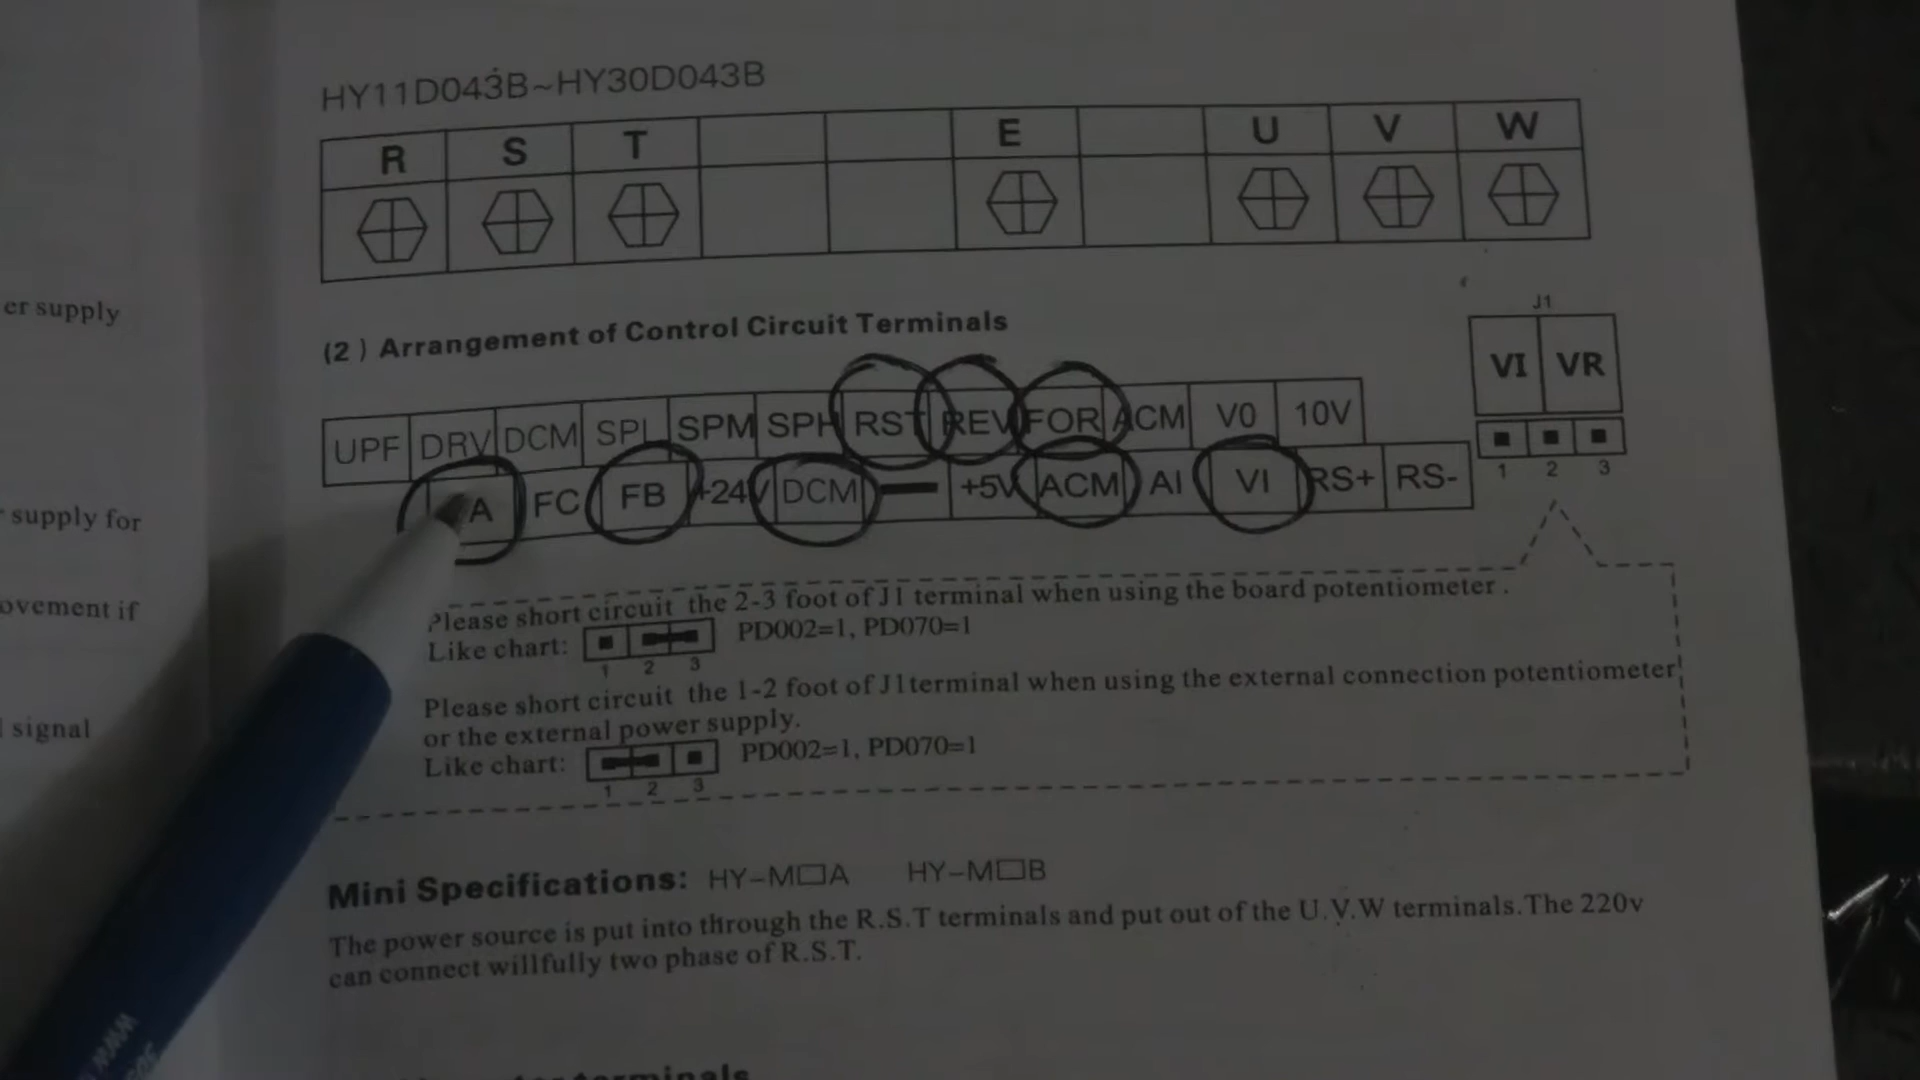 HY11D043B~HY30D043B
R S T E U V W
(2) Arrangement of Control Circuit Terminals
J1
VI VR
UPF DRV DCM SPL SPM SPH RST REV FOR ACM V0 10V
A FC FB +24V DCM +5V ACM AI VI RS+ RS-
1 2 3
er supply
supply for
ovement if
signal
Please short circuit the 2-3 foot of J1 terminal when using the board potentiometer.
Like chart: PD002=1, PD070=1
1 2 3
Please short circuit the 1-2 foot of J1terminal when using the external connection potentiometer
or the external power supply.
Like chart: PD002=1, PD070=1
1 2 3
Mini Specifications: HY-M□A HY-M□B
The power source is put into through the R.S.T terminals and put out of the U.V.W terminals.The 220v
can connect willfully two phase of R.S.T.